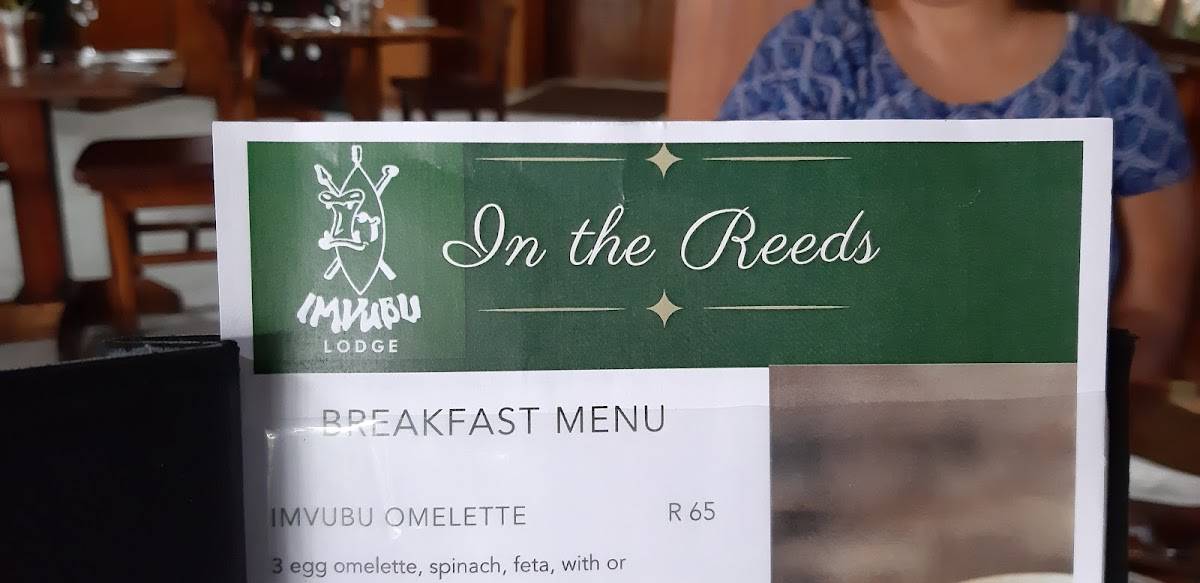 In the Reeds
IMVUBU
LODGE
BREAKFAST MENU
IMVUBU OMELETTE R 65
3 egg omelette, spinach, feta, with or